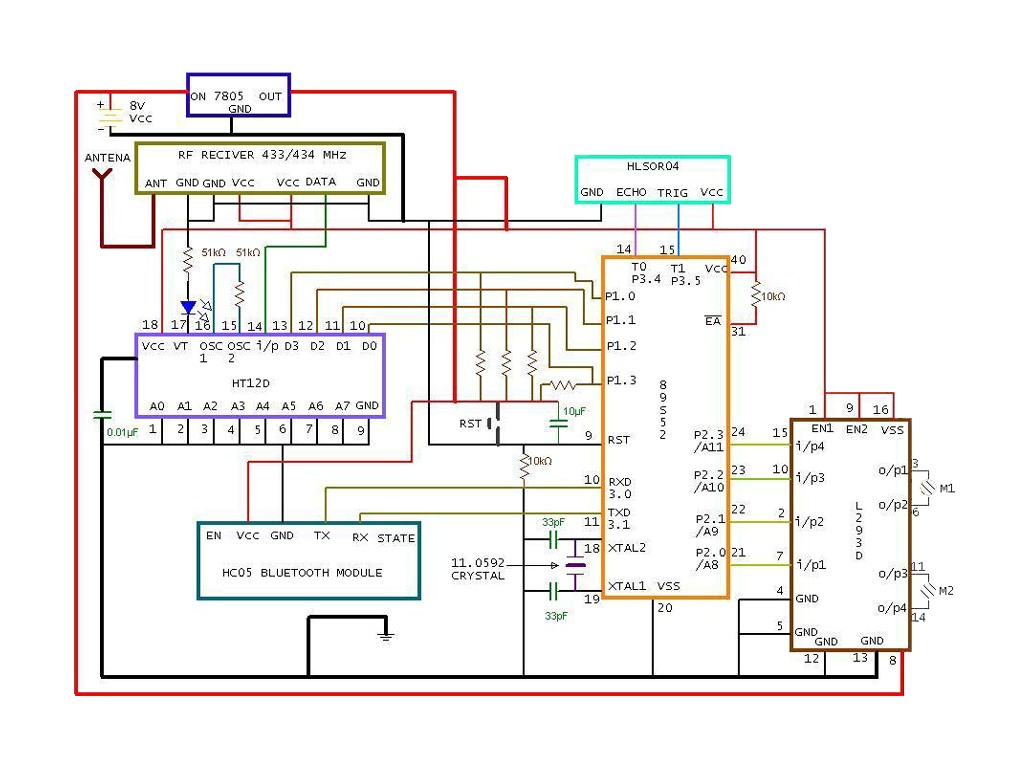 ON 7805 OUT
GND
+
8V
Vcc
-
ANTENA
RF RECIVER 433/434 MHz
ANT GND GND Vcc Vcc DATA GND
HLSOR04
GND ECHO TRIG Vcc
51kΩ 51kΩ
14 15
T0 T1 Vcc 40
P3.4 P3.5
10kΩ
P1.0
P1.1
EA
31
P1.2
P1.3
18 17 16 15 14 13 12 11 10
Vcc VT OSC OSC i/p D3 D2 D1 D0
1 2
HT12D
A0 A1 A2 A3 A4 A5 A6 A7 GND
1 2 3 4 5 6 7 8 9
0.01µF
RST
10µF
9 RST
10kΩ
89S52
P2.3 24
/A11
P2.2 23
/A10
P2.1 22
/A9
P2.0 21
/A8
10 RXD
3.0
TXD
11 3.1
33pF
18 XTAL2
11.0592
CRYSTAL
XTAL1 VSS
19
33pF
20
1 9 16
EN1 EN2 VSS
15 i/p4
10 i/p3
2 i/p2
7 i/p1
4 GND
5 GND
L293D
o/p1 3
M1
o/p2 6
o/p3 11
M2
o/p4
14
GND GND
12 13 8
EN Vcc GND TX RX STATE
HC05 BLUETOOTH MODULE